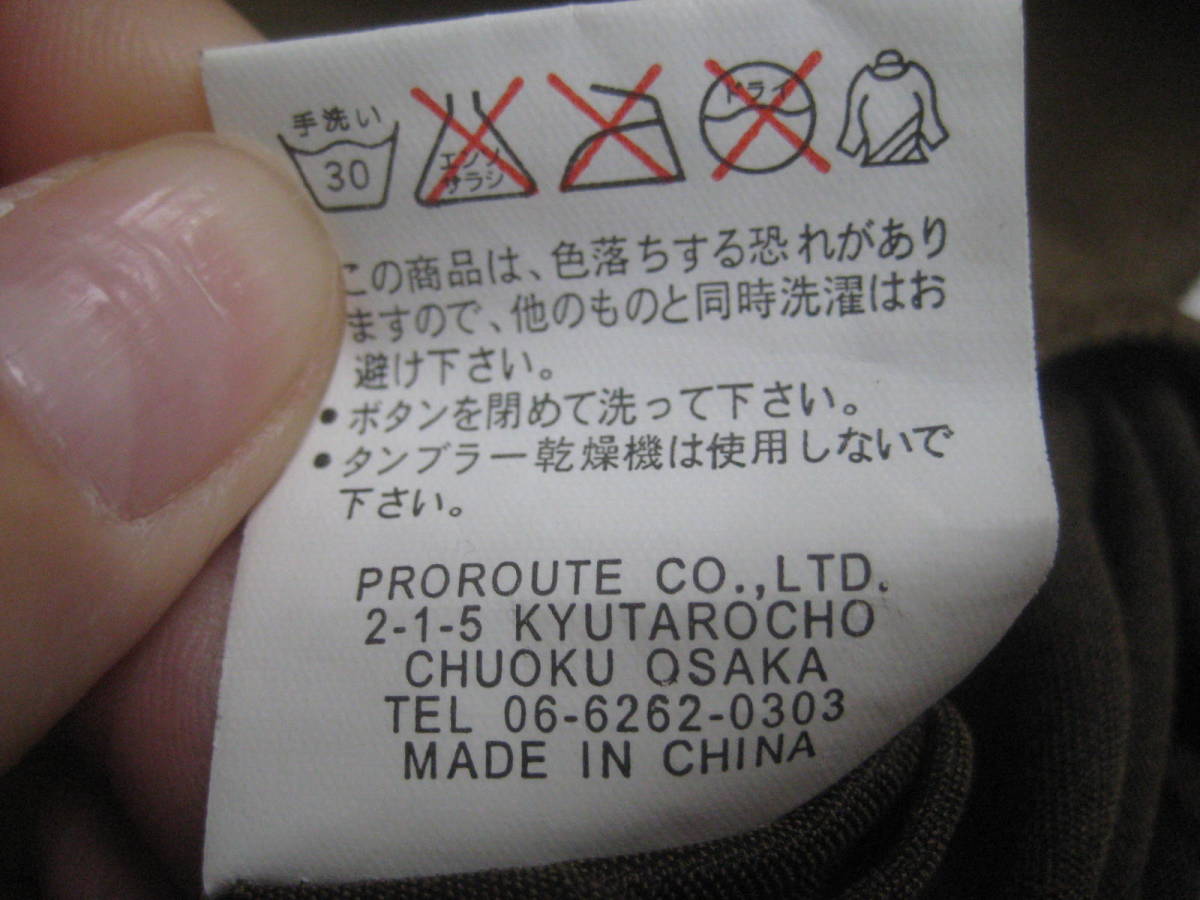 手洗い
30
エンソ
サラシ
ドライ
この商品は、色落ちする恐れがあり
ますので、他のものと同時洗濯はお
避け下さい。
・ボタンを閉めて洗って下さい。
・タンブラー乾燥機は使用しないで
下さい。
PROROUTE CO.,LTD.
2-1-5 KYUTAROCHO
CHUOKU OSAKA
TEL 06-6262-0303
MADE IN CHINA